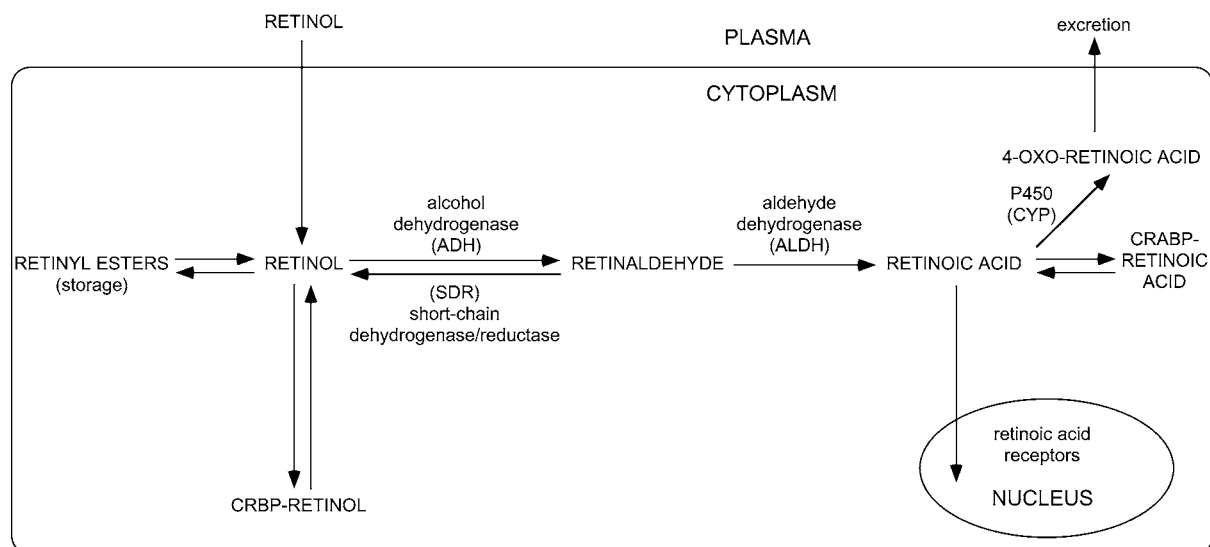 RETINOL
PLASMA
excretion
CYTOPLASM
4-OXO-RETINOIC ACID
P450
(CYP)
alcohol
dehydrogenase
(ADH)
aldehyde
dehydrogenase
(ALDH)
RETINYL ESTERS
(storage)
RETINOL
RETINALDEHYDE
RETINOIC ACID
CRABP-
RETINOIC
ACID
(SDR)
short-chain
dehydrogenase/reductase
retinoic acid
receptors
NUCLEUS
CRBP-RETINOL